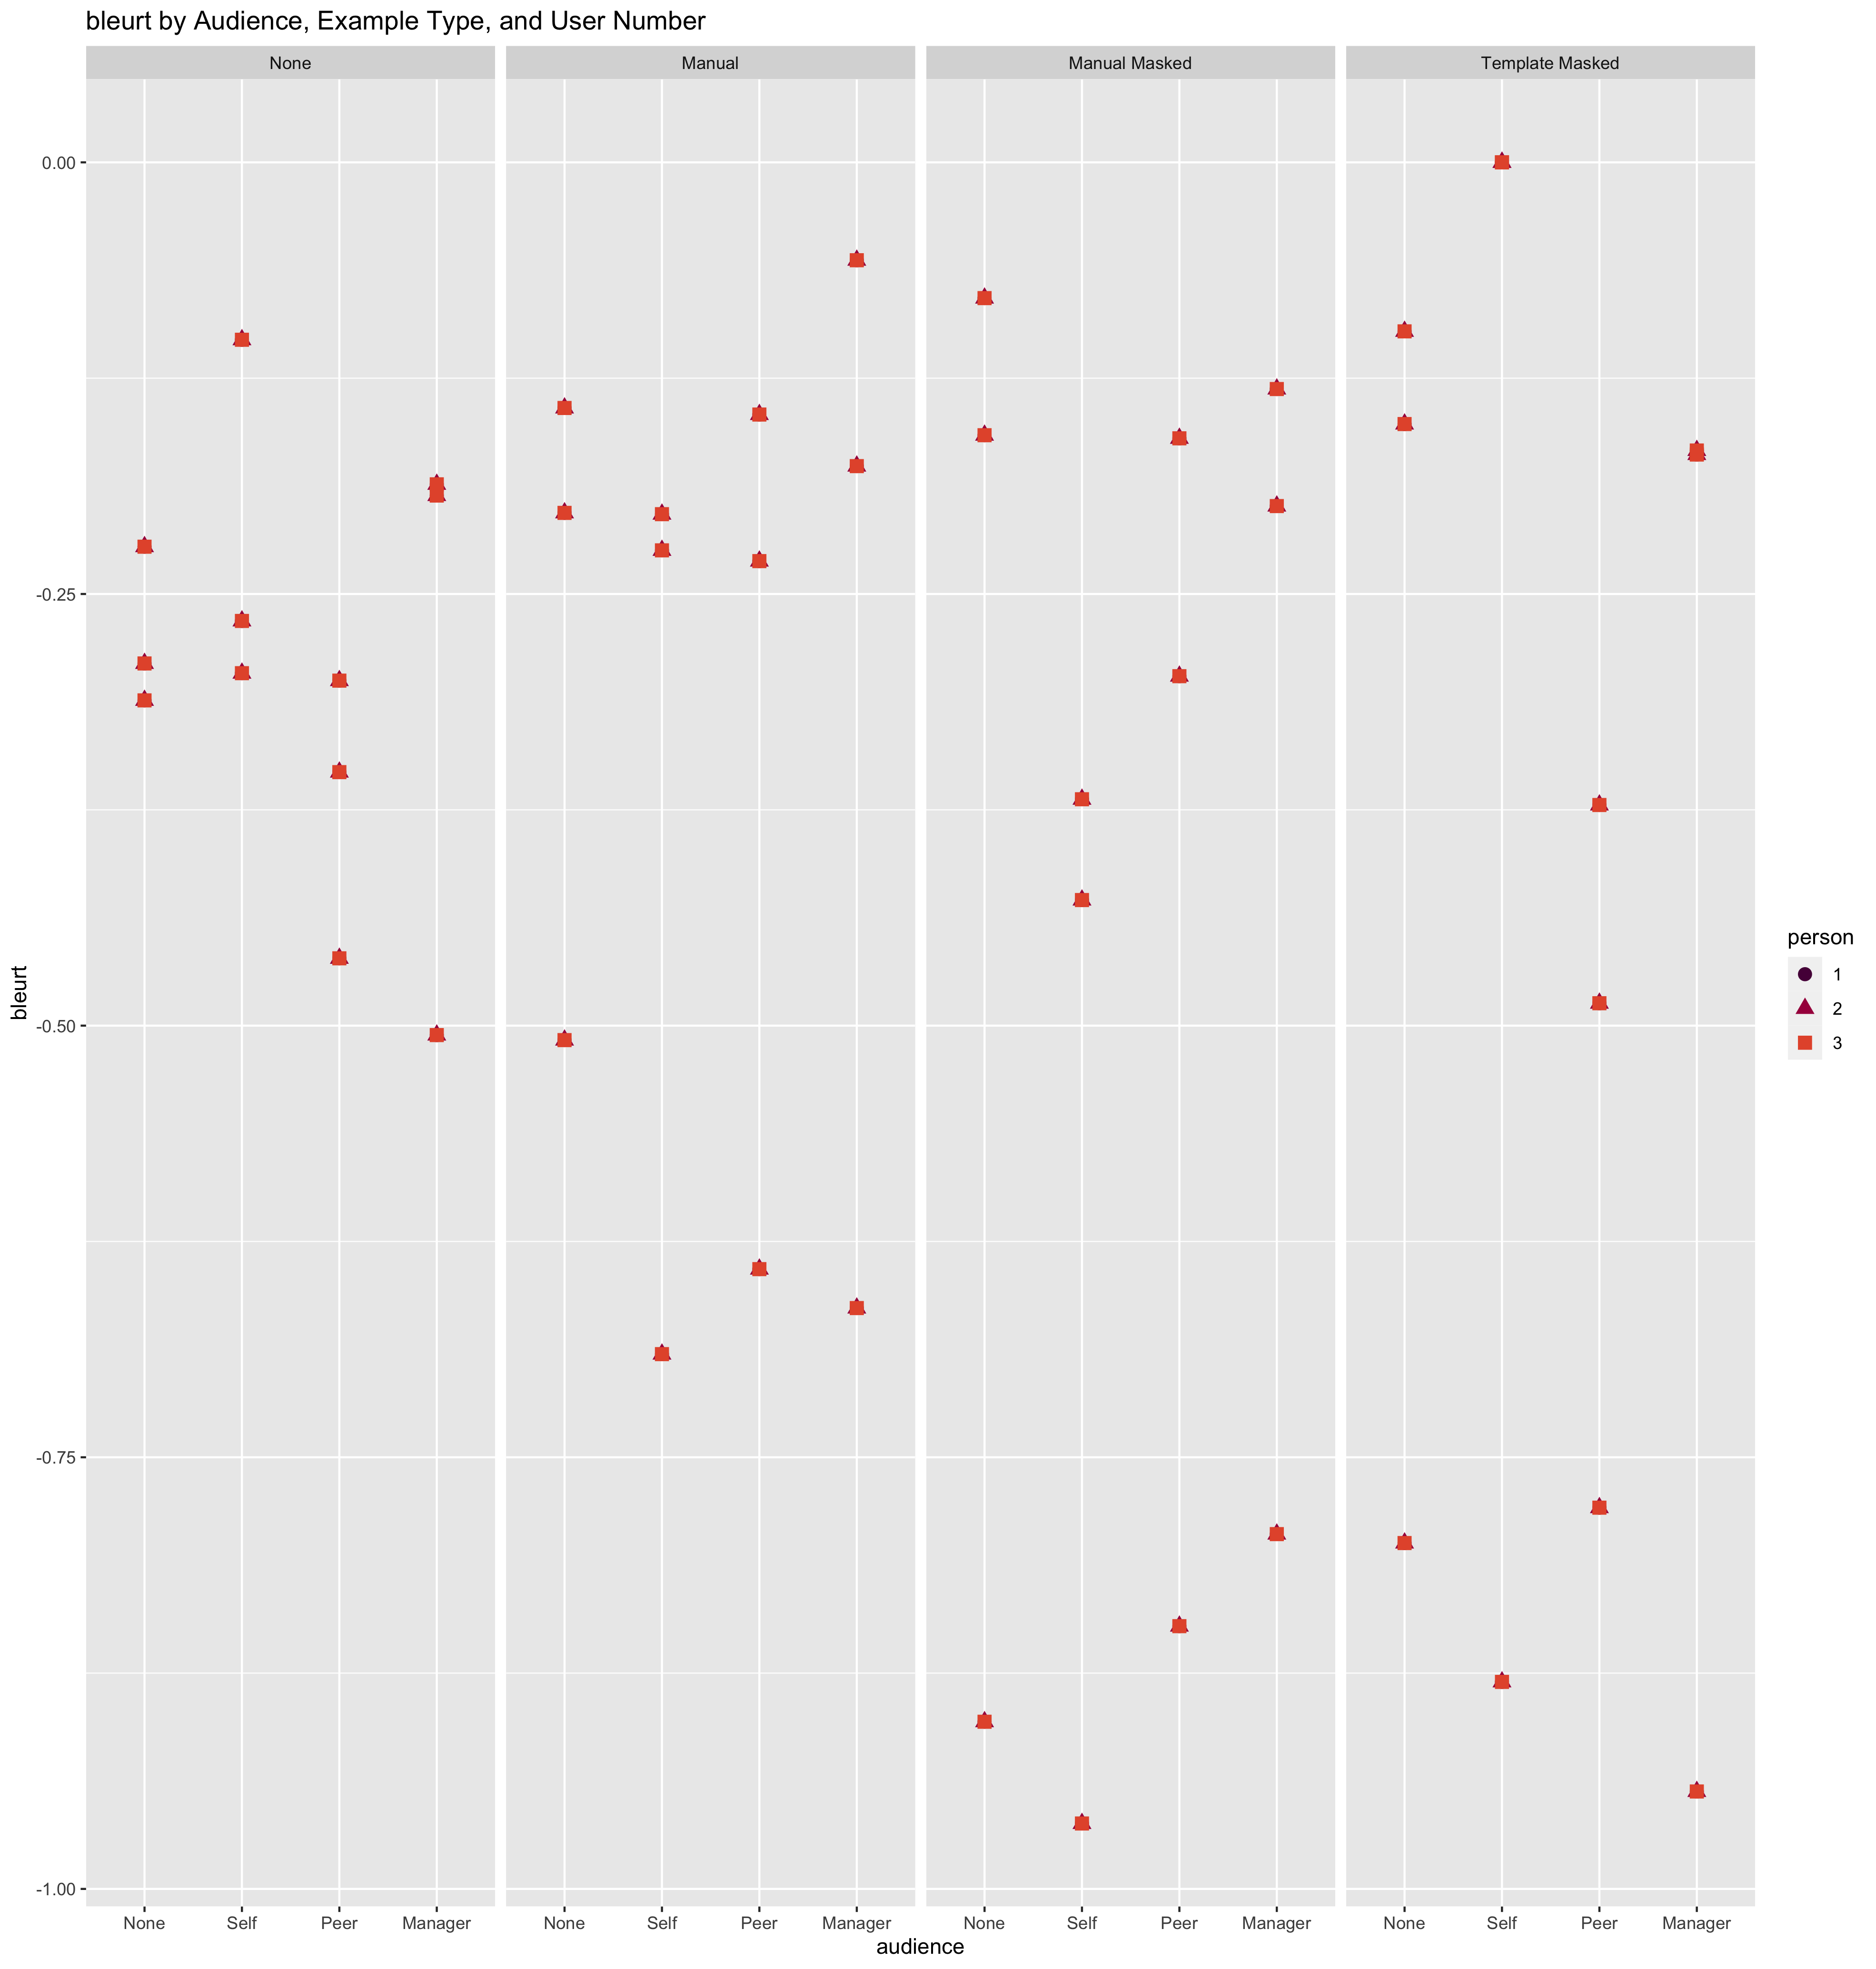 bleurt by Audience, Example Type, and User Number
None Manual Manual Masked Template Masked
0.00
-0.25
-0.50
-0.75
-1.00
bleurt
None Self Peer Manager None Self Peer Manager None Self Peer Manager None Self Peer Manager
audience
person
1
2
3